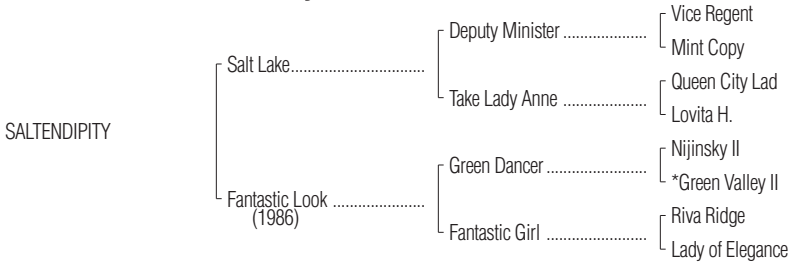 Vice Regent
Deputy Minister ....................
Mint Copy
Salt Lake................................
Queen City Lad
Take Lady Anne ....................
Lovita H.
SALTENDIPITY
Nijinsky II
Green Dancer ........................
*Green Valley II
Fantastic Look ......................
(1986)
Riva Ridge
Fantastic Girl ........................
Lady of Elegance